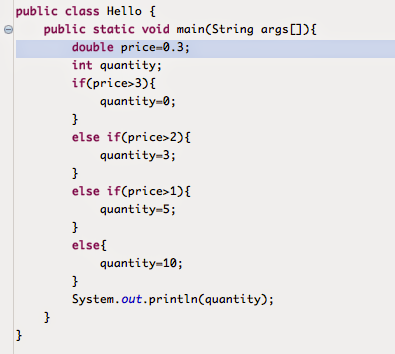 public class Hello {
public static void main(String args[]){
double price=0.3;
int quantity;
if(price>3){
quantity=0;
}
else if(price>2){
quantity=3;
}
else if(price>1){
quantity=5;
}
else{
quantity=10;
}
System.out.println(quantity);
}
}